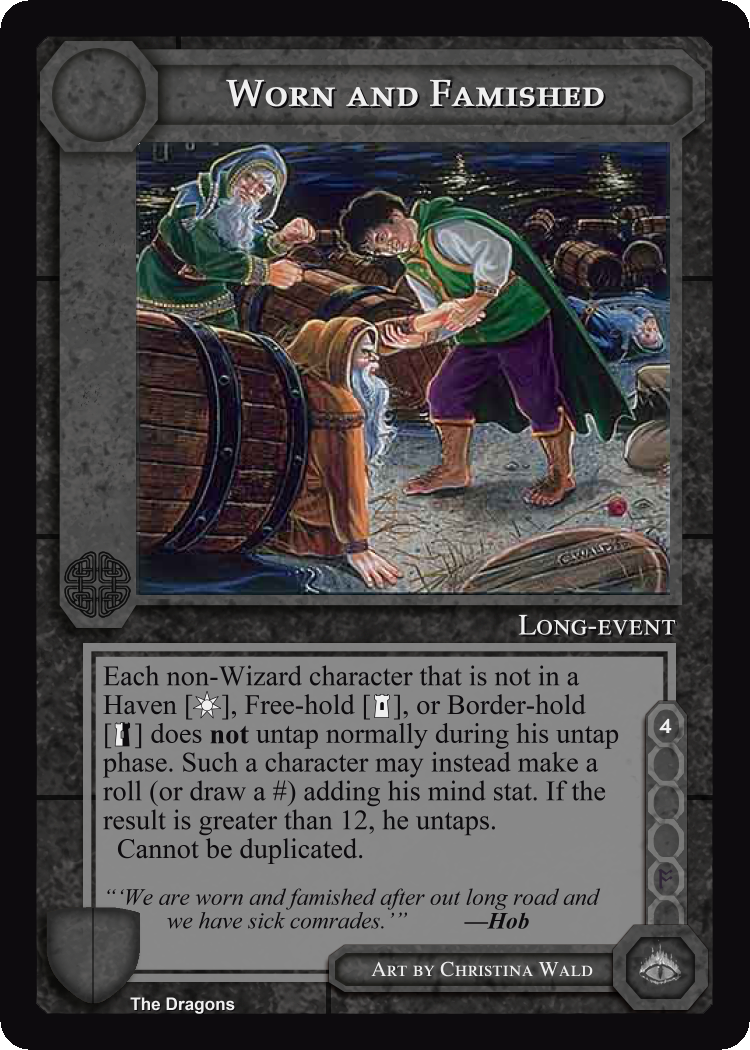 Worn and Famished
CWALD
Long-event
Each non-Wizard character that is not in a
Haven [ ], Free-hold [ ], or Border-hold
[ ] does not untap normally during his untap
phase. Such a character may instead make a
roll (or draw a #) adding his mind stat. If the
result is greater than 12, he untaps.
Cannot be duplicated.
4
“‘We are worn and famished after out long road and
we have sick comrades.’” —Hob
Art by Christina Wald
The Dragons